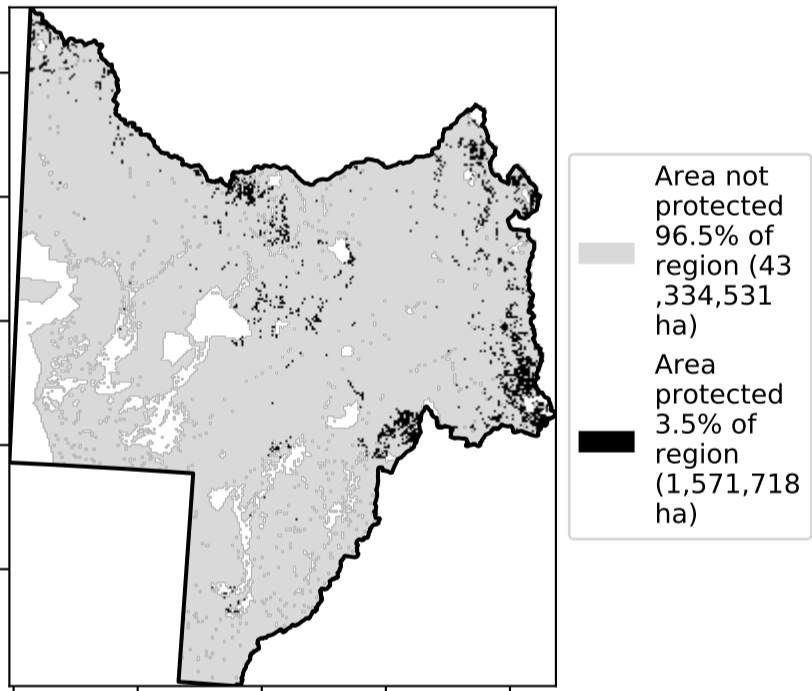 Area not
protected
96.5% of
region (43
,334,531
ha)
Area
protected
3.5% of
region
(1,571,718
ha)